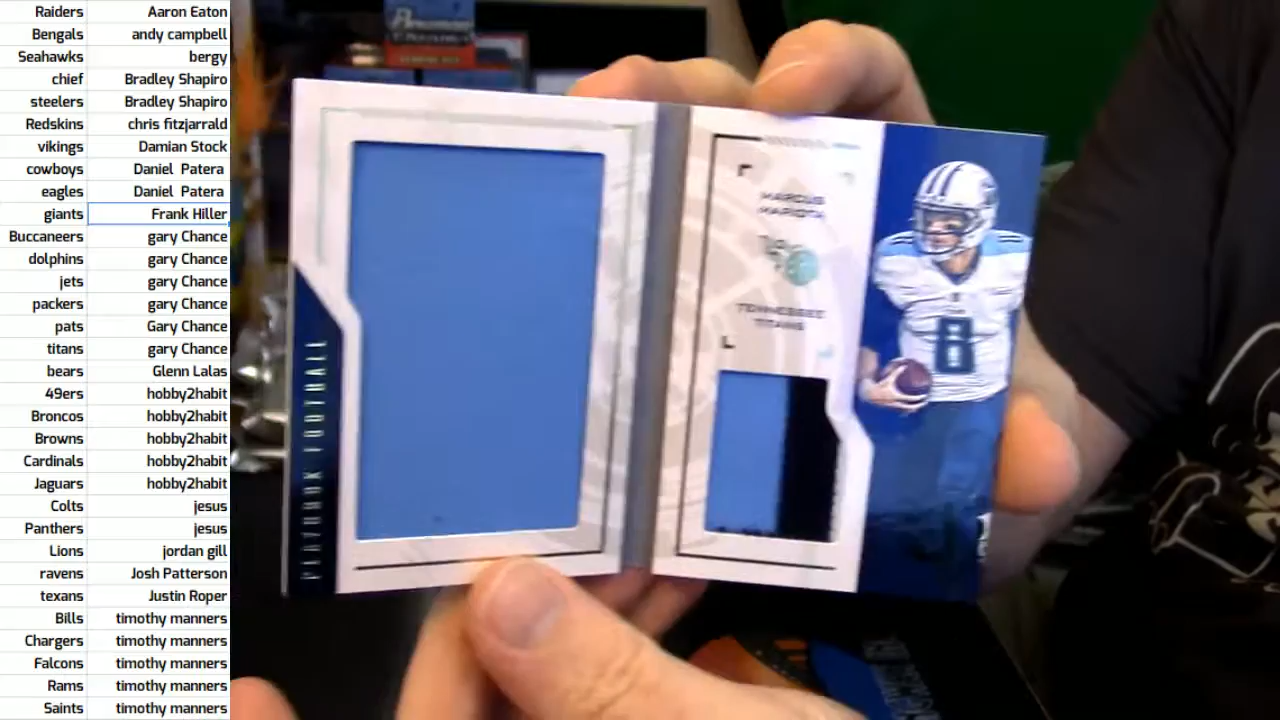 Raiders Aaron Eaton
Bengals andy campbell
Seahawks bergy
chief Bradley Shapiro
steelers Bradley Shapiro
Redskins chris fitzjarrald
vikings Damian Stock
cowboys Daniel Patera
eagles Daniel Patera
giants Frank Hiller
Buccaneers gary Chance
dolphins gary Chance
jets gary Chance
packers gary Chance
pats Gary Chance
titans gary Chance
bears Glenn Lalas
49ers hobby2habit
Broncos hobby2habit
Browns hobby2habit
Cardinals hobby2habit
Jaguars hobby2habit
Colts jesus
Panthers jesus
Lions jordan gill
ravens Josh Patterson
texans Justin Roper
Bills timothy manners
Chargers timothy manners
Falcons timothy manners
Rams timothy manners
Saints timothy manners
PLAYBOOK FOOTBALL
MARCUS
MARIOTA
TENNESSEE
TITANS
8